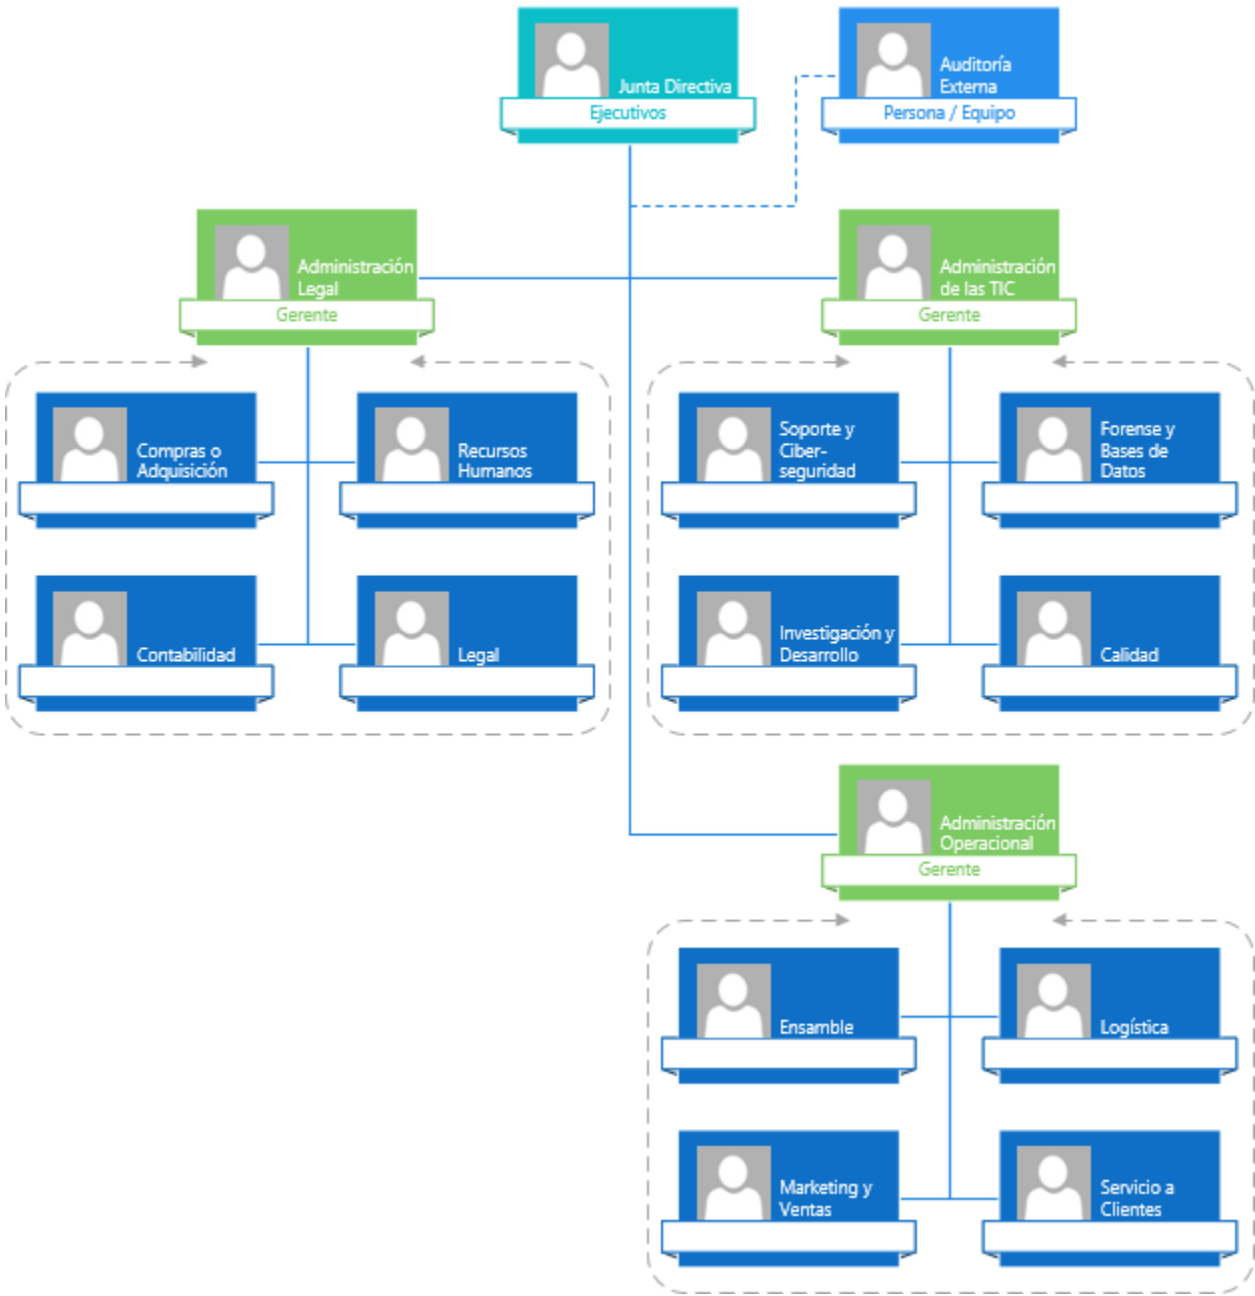 Junta Directiva
Ejecutivos
Auditoría
Externa
Persona / Equipo
Administración
Legal
Gerente
Administración
de las TIC
Gerente
Compras o
Adquisición
Recursos
Humanos
Contabilidad
Legal
Soporte y
Ciber-
seguridad
Forense y
Bases de
Datos
Investigación y
Desarrollo
Calidad
Administración
Operacional
Gerente
Ensamble
Logística
Marketing y
Ventas
Servicio a
Clientes